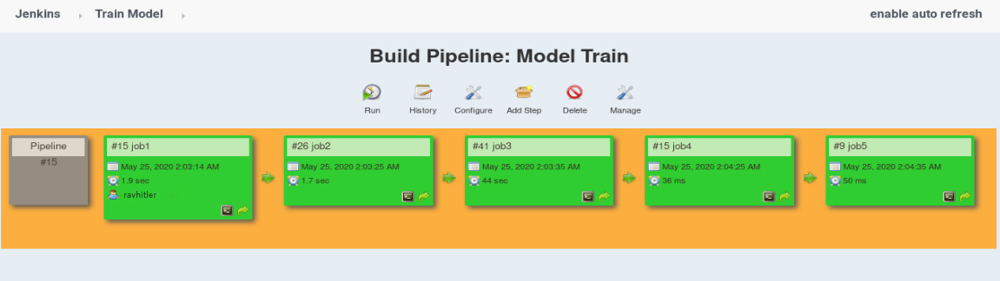 Jenkins Train Model enable auto refresh
Build Pipeline: Model Train
Run History Configure Add Step Delete Manage
Pipeline
#15
#15 job1
May 25, 2020 2:03:14 AM
1.9 sec
ravhitler
#26 job2
May 25, 2020 2:03:25 AM
1.7 sec
#41 job3
May 25, 2020 2:03:35 AM
44 sec
#15 job4
May 25, 2020 2:04:25 AM
36 ms
#9 job5
May 25, 2020 2:04:35 AM
50 ms